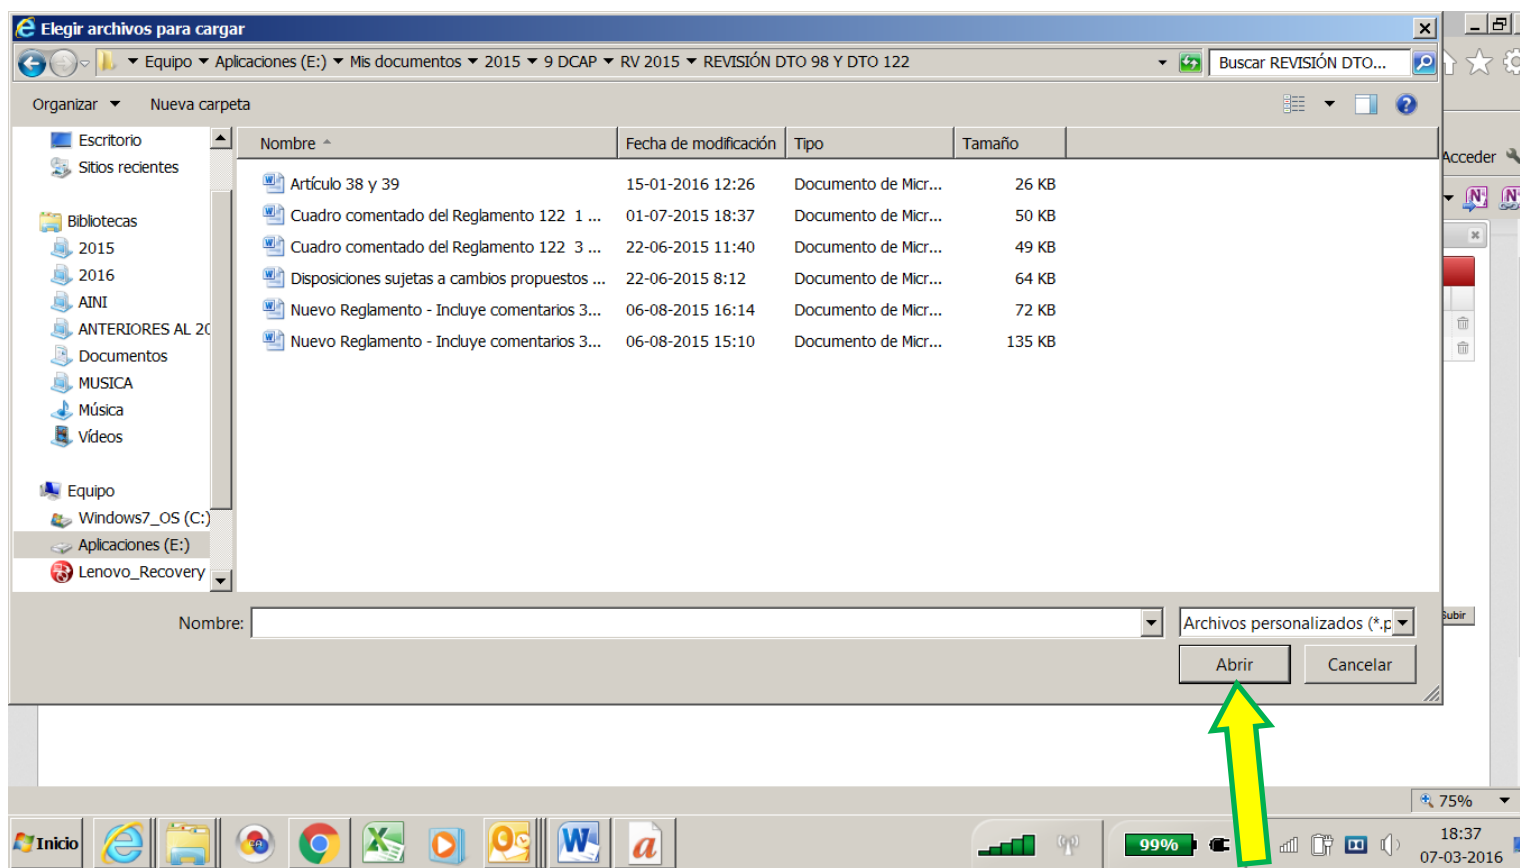 Elegir archivos para cargar
Equipo Aplicaciones (E:) Mis documentos 2015 9 DCAP RV 2015 REVISIÓN DTO 98 Y DTO 122
Buscar REVISIÓN DTO...
Organizar Nueva carpeta
Escritorio
Sitios recientes
Bibliotecas
2015
2016
AINI
ANTERIORES AL 20
Documentos
MUSICA
Música
Vídeos
Equipo
Windows7_OS (C:)
Aplicaciones (E:)
Lenovo_Recovery
Nombre Fecha de modificación Tipo Tamaño
Artículo 38 y 39 15-01-2016 12:26 Documento de Micr... 26 KB
Cuadro comentado del Reglamento 122 1 ... 01-07-2015 18:37 Documento de Micr... 50 KB
Cuadro comentado del Reglamento 122 3 ... 22-06-2015 11:40 Documento de Micr... 49 KB
Disposiciones sujetas a cambios propuestos ... 22-06-2015 8:12 Documento de Micr... 64 KB
Nuevo Reglamento - Incluye comentarios 3... 06-08-2015 16:14 Documento de Micr... 72 KB
Nuevo Reglamento - Incluye comentarios 3... 06-08-2015 15:10 Documento de Micr... 135 KB
Acceder
Nombre:
Archivos personalizados (*.p
Subir
Abrir Cancelar
75%
Inicio
99%
18:37
07-03-2016